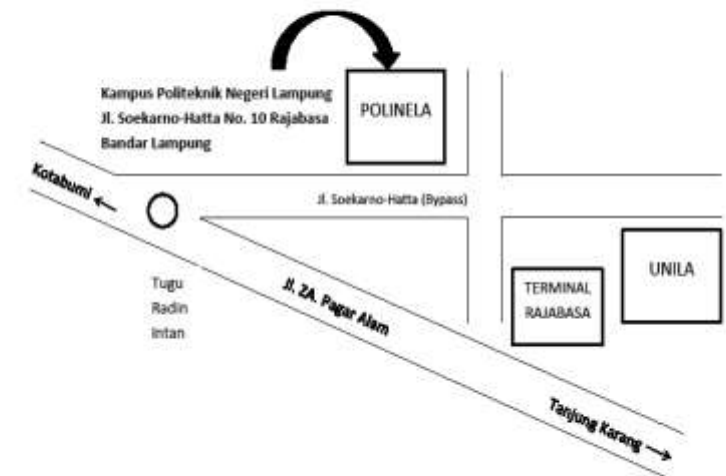 Kampus Politeknik Negeri Lampung
Jl. Soekarno-Hatta No. 10 Rajabasa
Bandar Lampung
POLINELA
Kotabumi
Jl. Soekarno-Hatta (Bypass)
Tugu
Radin
Intan
Jl. ZA. Pagar Alam
TERMINAL
RAJABASA
UNILA
Tanjung Karang